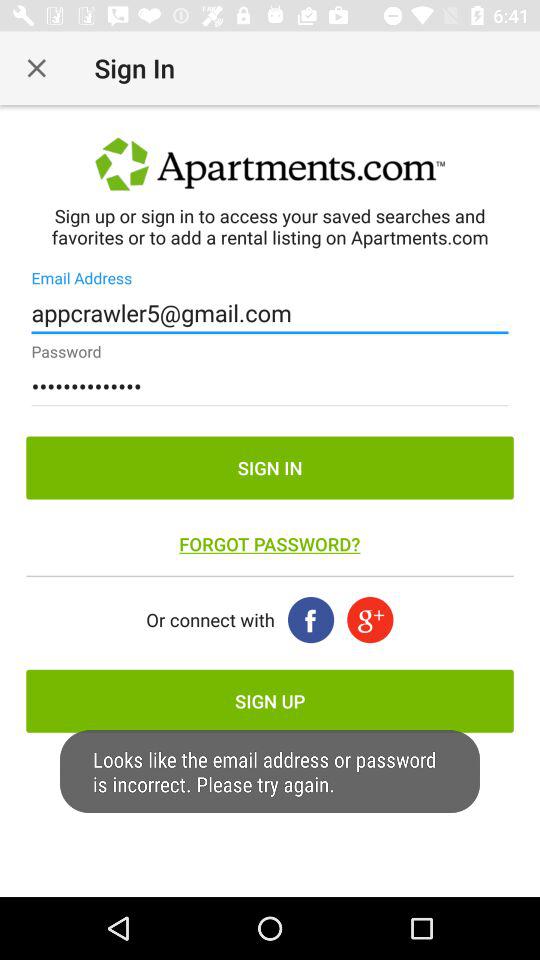 6:41
Sign In
Apartments.com™
Sign up or sign in to access your saved searches and
favorites or to add a rental listing on Apartments.com
Email Address
appcrawler5@gmail.com
Password
••••••••••••••
SIGN IN
FORGOT PASSWORD?
Or connect with f g+
SIGN UP
Looks like the email address or password
is incorrect. Please try again.